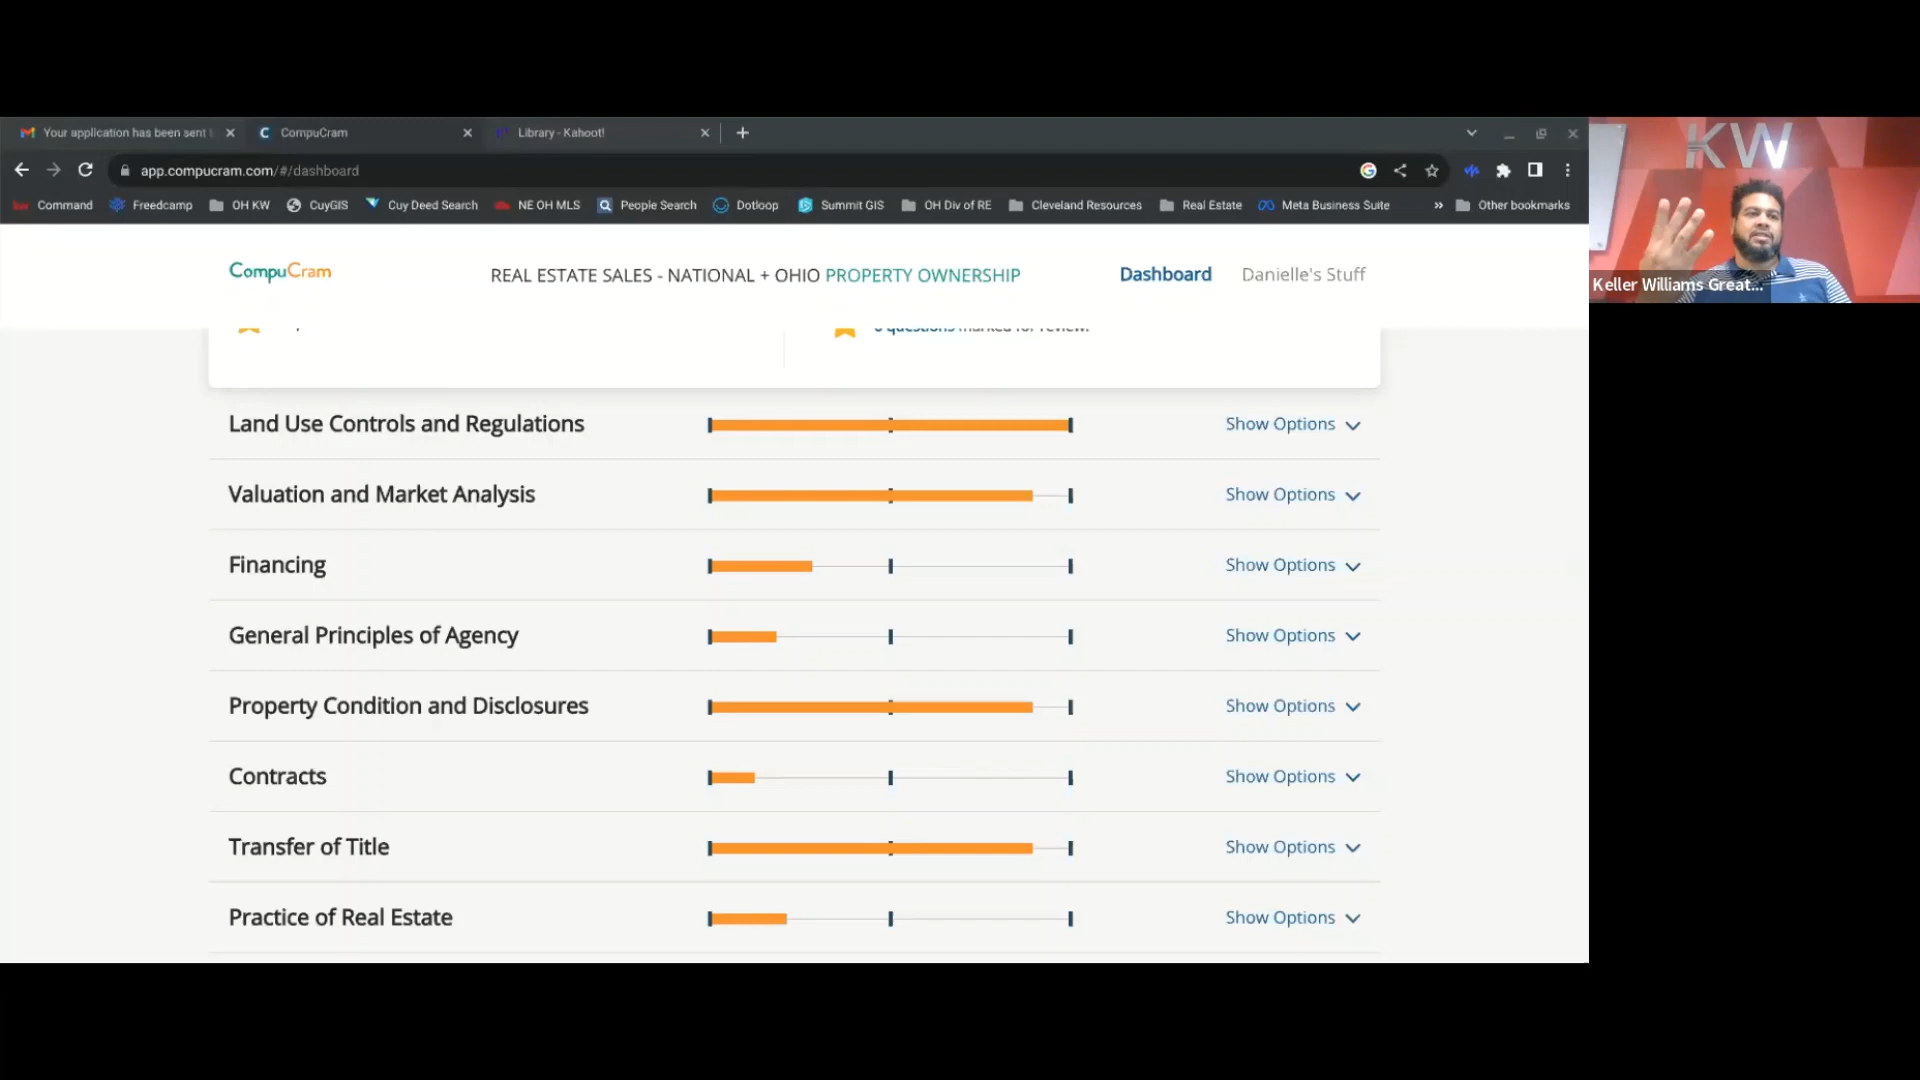 Your application has been sent
CompuCram
Library - Kahoot!
app.compucram.com/#/dashboard
Command
Freedcamp
OH KW
CuyGIS
Cuy Deed Search
NE OH MLS
People Search
Dotloop
Summit GIS
OH Div of RE
Cleveland Resources
Real Estate
Meta Business Suite
»
Other bookmarks
KW
Keller Williams Great...
CompuCram
REAL ESTATE SALES - NATIONAL + OHIO PROPERTY OWNERSHIP
Dashboard
Danielle's Stuff
questions marked for review.
Land Use Controls and Regulations
Show Options
Valuation and Market Analysis
Show Options
Financing
Show Options
General Principles of Agency
Show Options
Property Condition and Disclosures
Show Options
Contracts
Show Options
Transfer of Title
Show Options
Practice of Real Estate
Show Options